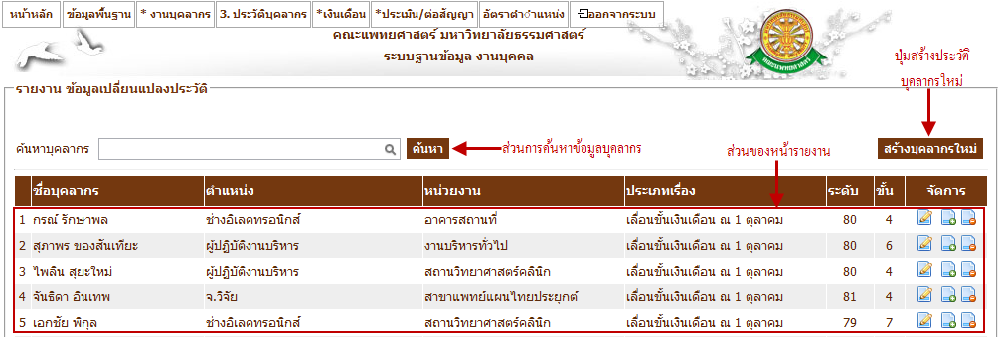 หน้าหลัก ข้อมูลพื้นฐาน * งานบุคลากร 3. ประวัติบุคลากร *เงินเดือน *ประเมิน/ต่อสัญญา อัตราตำแหน่ง ออกจากระบบ
คณะแพทยศาสตร์ มหาวิทยาลัยธรรมศาสตร์
ระบบฐานข้อมูล งานบุคคล
คณะแพทยศาสตร์
ปุ่มสร้างประวัติ
บุคลากรใหม่
รายงาน ข้อมูลเปลี่ยนแปลงประวัติ
ค้นหาบุคลากร ค้นหา ส่วนการค้นหาข้อมูลบุคลากร ส่วนของหน้ารายงาน สร้างบุคลากรใหม่
ชื่อบุคลากร ตำแหน่ง หน่วยงาน ประเภทเรื่อง ระดับ ขั้น จัดการ
1 กรณ์ รักษาพล ช่างอิเลคทรอนิกส์ อาคารสถานที่ เลื่อนขั้นเงินเดือน ณ 1 ตุลาคม 80 4
2 สุภาพร ของสันเทียะ ผู้ปฏิบัติงานบริหาร งานบริหารทั่วไป เลื่อนขั้นเงินเดือน ณ 1 ตุลาคม 80 6
3 ไพลิน สุยะใหม่ ผู้ปฏิบัติงานบริหาร สถานวิทยาศาสตร์คลินิก เลื่อนขั้นเงินเดือน ณ 1 ตุลาคม 80 4
4 จันธิดา อินเทพ จ.วิจัย สาขาแพทย์แผนไทยประยุกต์ เลื่อนขั้นเงินเดือน ณ 1 ตุลาคม 81 4
5 เอกชัย พิกุล ช่างอิเลคทรอนิกส์ สถานวิทยาศาสตร์คลินิก เลื่อนขั้นเงินเดือน ณ 1 ตุลาคม 79 7